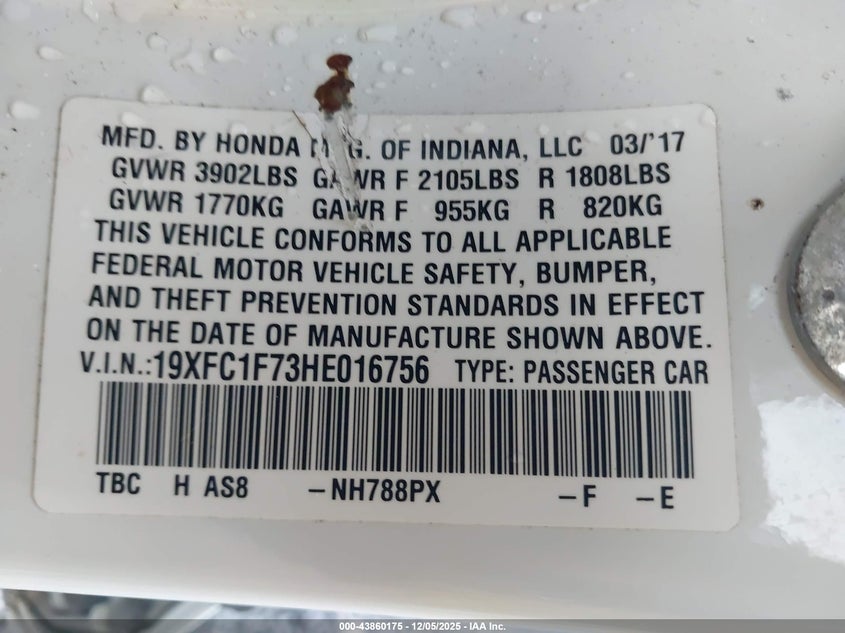 MFD. BY HONDA M G. OF INDIANA, LLC 03/'17
GVWR 3902LBS GAWR F 2105LBS R 1808LBS
GVWR 1770KG GAWR F 955KG R 820KG
THIS VEHICLE CONFORMS TO ALL APPLICABLE
FEDERAL MOTOR VEHICLE SAFETY, BUMPER,
AND THEFT PREVENTION STANDARDS IN EFFECT
ON THE DATE OF MANUFACTURE SHOWN ABOVE.
V.I.N.:19XFC1F73HE016756 TYPE: PASSENGER CAR
TBC H AS8 –NH788PX –F –E
000-43860175 — 12/05/2025 — IAA Inc.